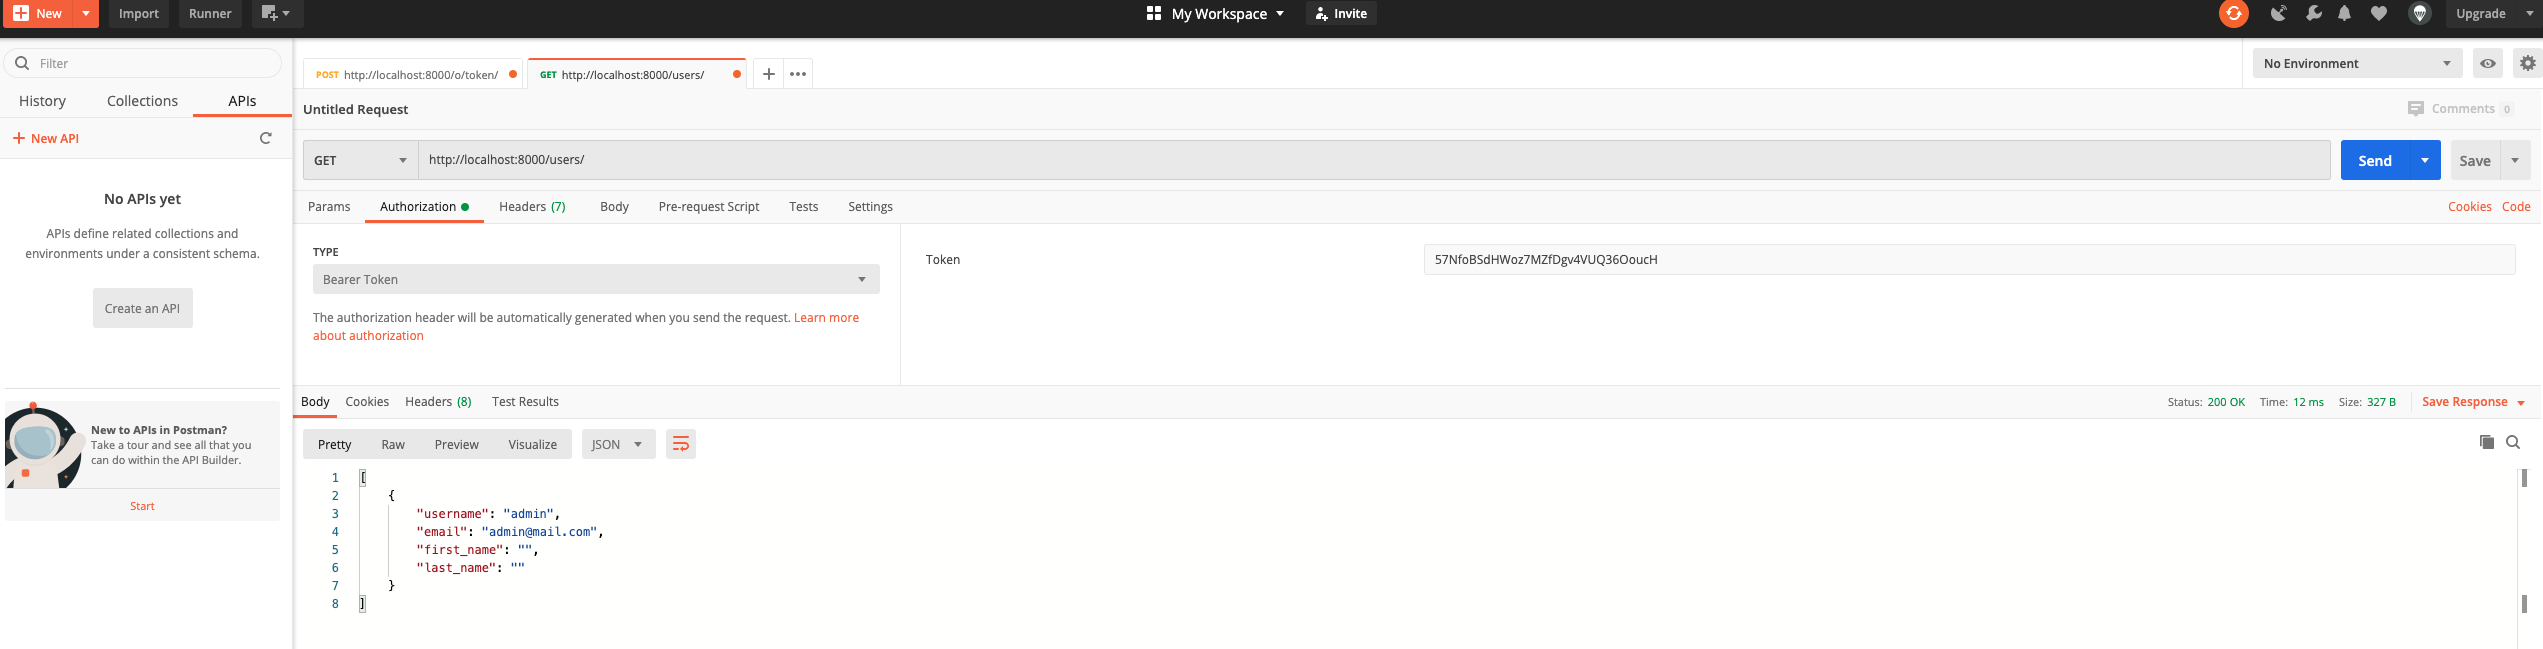 New Import Runner My Workspace Invite Upgrade
Filter
History Collections APIs
New API
No APIs yet
APIs define related collections and
environments under a consistent schema.
Create an API
New to APIs in Postman?
Take a tour and see all that you
can do within the API Builder.
Start
POST http://localhost:8000/o/token/ GET http://localhost:8000/users/ No Environment
Untitled Request Comments 0
GET http://localhost:8000/users/ Send Save
Params Authorization Headers (7) Body Pre-request Script Tests Settings Cookies Code
TYPE
Bearer Token
The authorization header will be automatically generated when you send the request. Learn more
about authorization
Token 57NfoBSdHWoz7MZfDgv4VUQ36OoucH
Body Cookies Headers (8) Test Results Status: 200 OK Time: 12 ms Size: 327 B Save Response
Pretty Raw Preview Visualize JSON
1 [
2 {
3 "username": "admin",
4 "email": "admin@mail.com",
5 "first_name": "",
6 "last_name": ""
7 }
8 ]